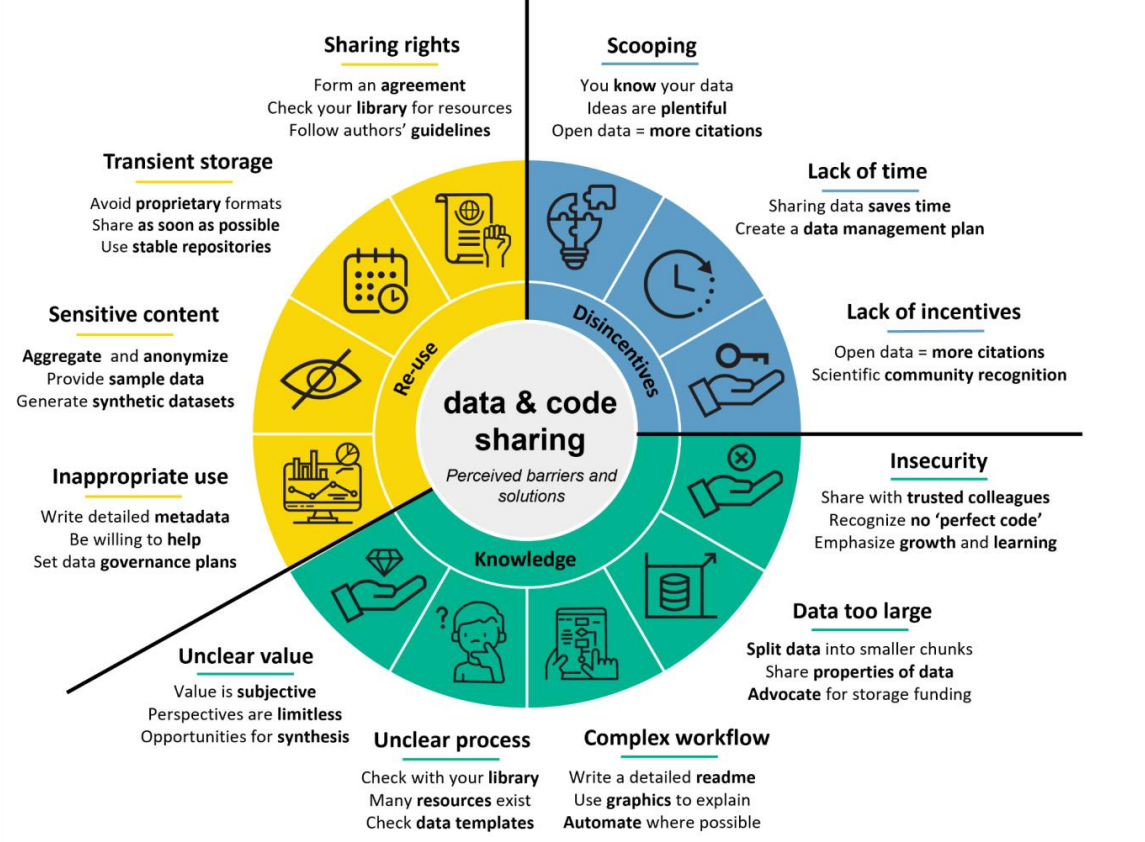 Sharing rights
Form an agreement
Check your library for resources
Follow authors' guidelines
Scooping
You know your data
Ideas are plentiful
Open data = more citations
Transient storage
Avoid proprietary formats
Share as soon as possible
Use stable repositories
Lack of time
Sharing data saves time
Create a data management plan
Sensitive content
Aggregate and anonymize
Provide sample data
Generate synthetic datasets
Lack of incentives
Open data = more citations
Scientific community recognition
Re-use
Disincentives
data & code
sharing
Perceived barriers and
solutions
Knowledge
Inappropriate use
Write detailed metadata
Be willing to help
Set data governance plans
Insecurity
Share with trusted colleagues
Recognize no 'perfect code'
Emphasize growth and learning
Data too large
Split data into smaller chunks
Share properties of data
Advocate for storage funding
?
Unclear value
Value is subjective
Perspectives are limitless
Opportunities for synthesis
Unclear process
Check with your library
Many resources exist
Check data templates
Complex workflow
Write a detailed readme
Use graphics to explain
Automate where possible